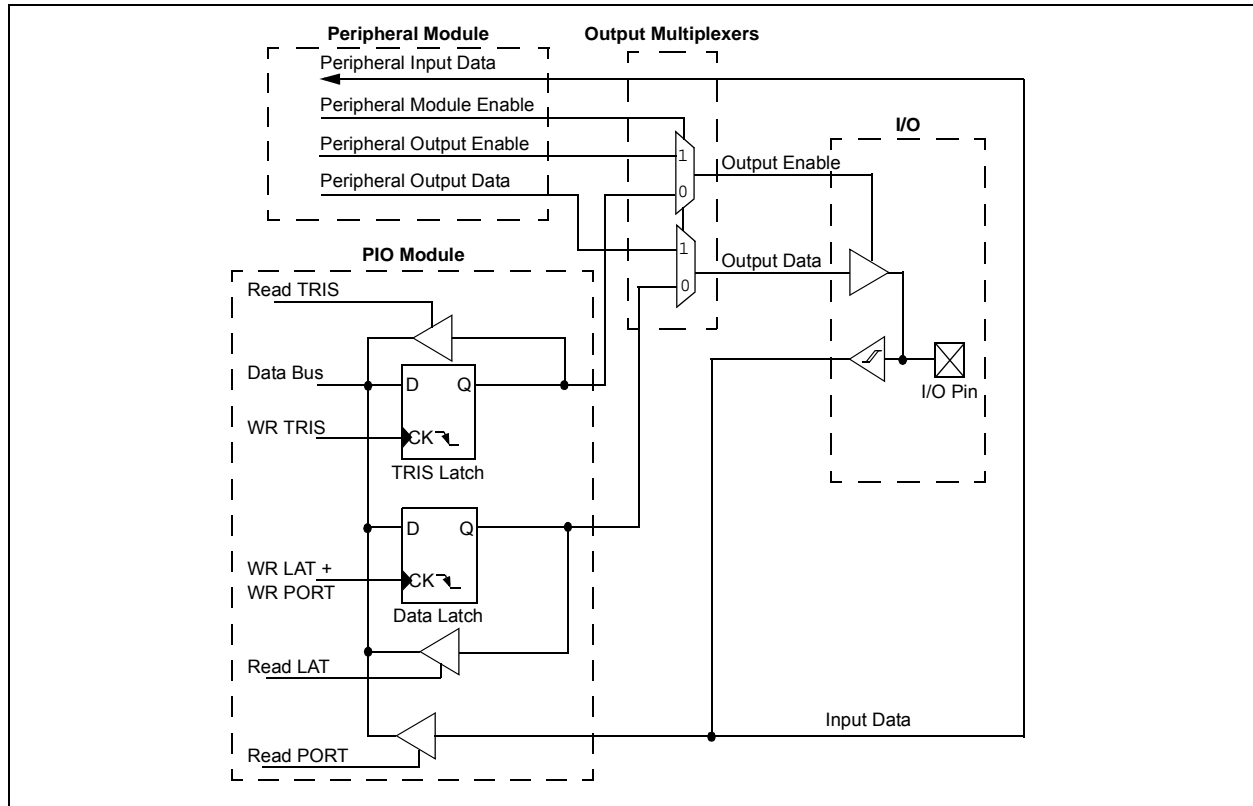 Peripheral Module
Output Multiplexers
Peripheral Input Data
Peripheral Module Enable
I/O
Peripheral Output Enable
1
Output Enable
Peripheral Output Data
0
PIO Module
1
Output Data
Read TRIS
0
Data Bus
D Q
I/O Pin
WR TRIS
CK
TRIS Latch
D Q
WR LAT +
CK
WR PORT
Data Latch
Read LAT
Input Data
Read PORT